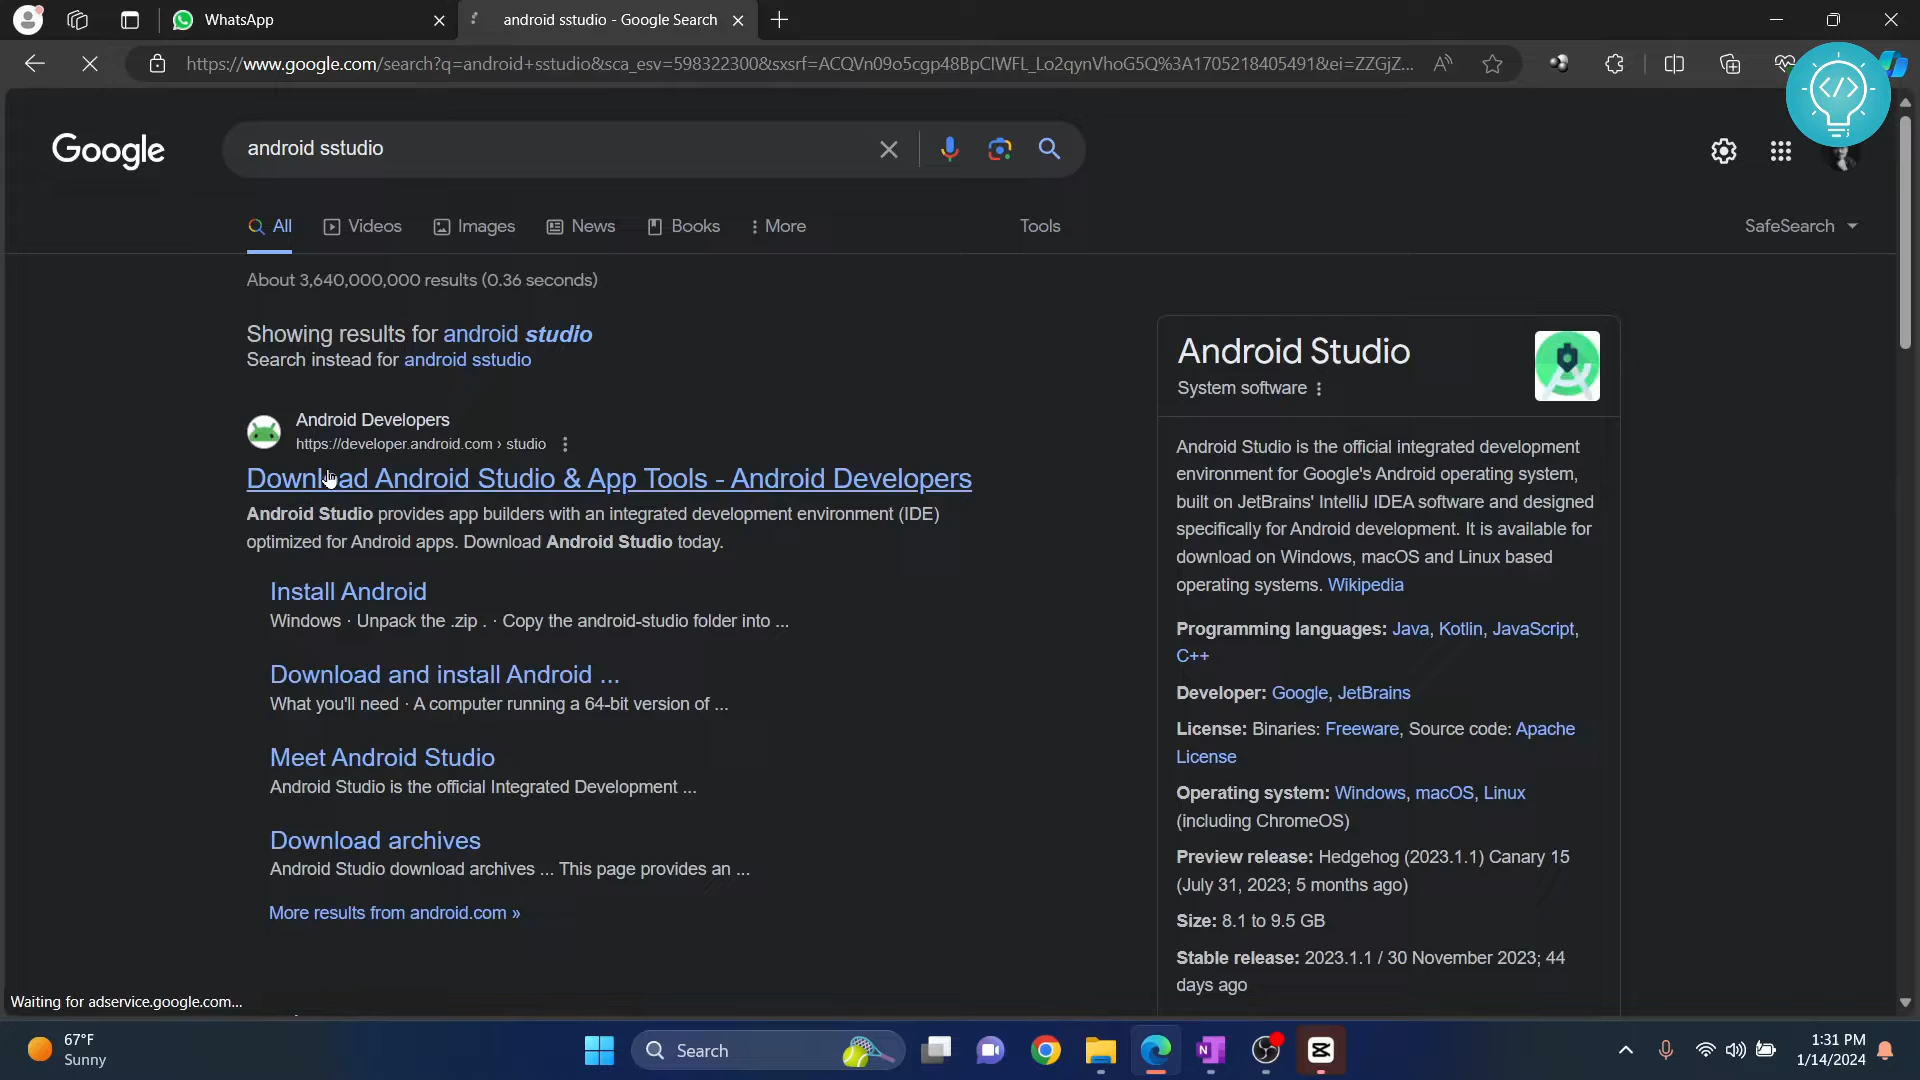 WhatsApp
android sstudio - Google Search
https://www.google.com/search?q=android+sstudio&sca_esv=598322300&sxsrf=ACQVn09o5cgp48BpCIWFL_Lo2qynVhoG5Q%3A1705218405491&ei=ZZGjZ...
Google
android sstudio
All
Videos
Images
News
Books
More
Tools
SafeSearch
About 3,640,000,000 results (0.36 seconds)
Showing results for android studio
Search instead for android sstudio
Android Developers
https://developer.android.com › studio
Download Android Studio & App Tools - Android Developers
Android Studio provides app builders with an integrated development environment (IDE)
optimized for Android apps. Download Android Studio today.
Install Android
Windows · Unpack the .zip . · Copy the android-studio folder into ...
Download and install Android ...
What you'll need · A computer running a 64-bit version of ...
Meet Android Studio
Android Studio is the official Integrated Development ...
Download archives
Android Studio download archives ... This page provides an ...
More results from android.com »
Android Studio
System software
Android Studio is the official integrated development
environment for Google's Android operating system,
built on JetBrains' IntelliJ IDEA software and designed
specifically for Android development. It is available for
download on Windows, macOS and Linux based
operating systems. Wikipedia
Programming languages: Java, Kotlin, JavaScript,
C++
Developer: Google, JetBrains
License: Binaries: Freeware, Source code: Apache
License
Operating system: Windows, macOS, Linux
(including ChromeOS)
Preview release: Hedgehog (2023.1.1) Canary 15
(July 31, 2023; 5 months ago)
Size: 8.1 to 9.5 GB
Stable release: 2023.1.1 / 30 November 2023; 44
days ago
Waiting for adservice.google.com...
67°F
Sunny
Search
1:31 PM
1/14/2024